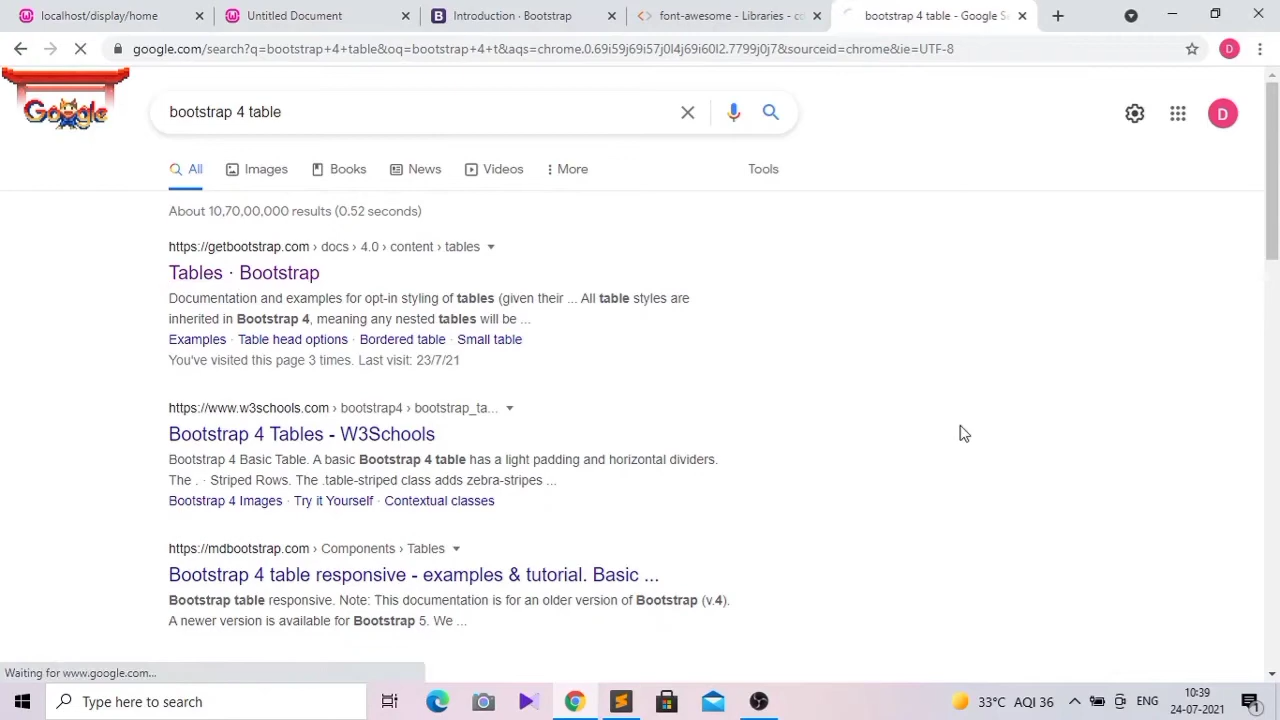 localhost/display/home
Untitled Document
Introduction · Bootstrap
font-awesome - Libraries - cd
bootstrap 4 table - Google S
google.com/search?q=bootstrap+4+table&oq=bootstrap+4+t&aqs=chrome.0.69i59j69i57j0l4j69i60l2.7799j0j7&sourceid=chrome&ie=UTF-8
D
Google
bootstrap 4 table
D
All
Images
Books
News
Videos
More
Tools
About 10,70,00,000 results (0.52 seconds)
https://getbootstrap.com › docs › 4.0 › content › tables
Tables · Bootstrap
Documentation and examples for opt-in styling of tables (given their ... All table styles are
inherited in Bootstrap 4, meaning any nested tables will be ...
Examples · Table head options · Bordered table · Small table
You've visited this page 3 times. Last visit: 23/7/21
https://www.w3schools.com › bootstrap4 › bootstrap_ta...
Bootstrap 4 Tables - W3Schools
Bootstrap 4 Basic Table. A basic Bootstrap 4 table has a light padding and horizontal dividers.
The . · Striped Rows. The .table-striped class adds zebra-stripes ...
Bootstrap 4 Images · Try it Yourself · Contextual classes
https://mdbootstrap.com › Components › Tables
Bootstrap 4 table responsive - examples & tutorial. Basic ...
Bootstrap table responsive. Note: This documentation is for an older version of Bootstrap (v.4).
A newer version is available for Bootstrap 5. We ...
Waiting for www.google.com...
Type here to search
33°C AQI 36
ENG
10:39
24-07-2021
1